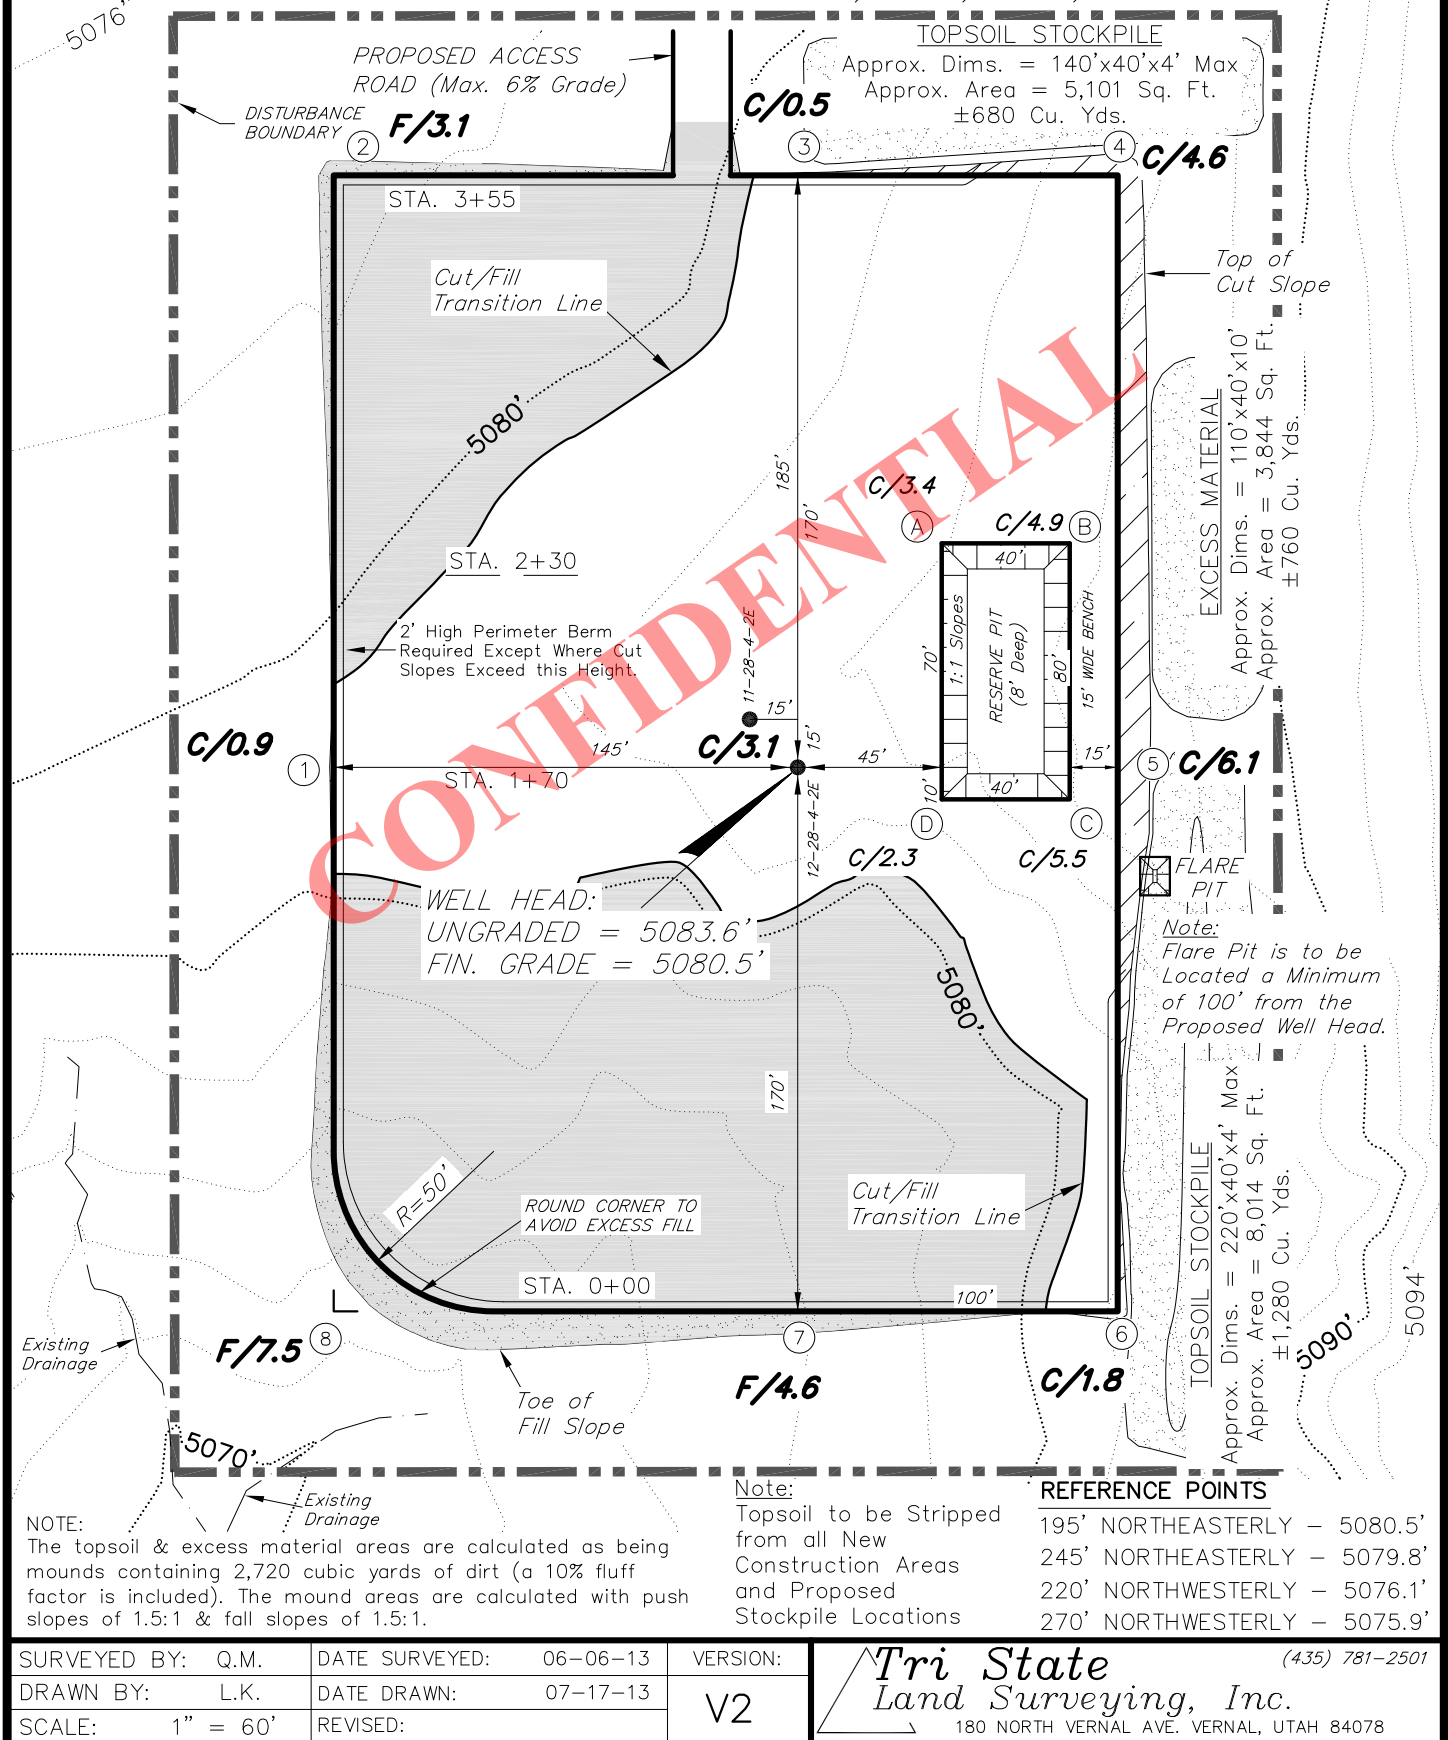 5076'
PROPOSED ACCESS
ROAD (Max. 6% Grade)
DISTURBANCE
BOUNDARY
F/3.1
2
C/0.5
3
TOPSOIL STOCKPILE
Approx. Dims. = 140'x40'x4' Max
Approx. Area = 5,101 Sq. Ft.
±680 Cu. Yds.
4
C/4.6
STA. 3+55
Cut/Fill
Transition Line
Top of
Cut Slope
5080'
EXCESS MATERIAL
Approx. Dims. = 110'x40'x10'
Approx. Area = 3,844 Sq. Ft.
±760 Cu. Yds.
185'
170'
C/3.4
A
C/4.9
B
40'
STA. 2+30
2' High Perimeter Berm
Required Except Where Cut
Slopes Exceed this Height.
11-28-4-2E
70'
1:1 Slopes
RESERVE PIT
(8' Deep)
80'
15' WIDE BENCH
CONFIDENTIAL
C/0.9
1
145'
STA. 1+70
C/3.1
15'
15'
45'
10'
40'
15'
5
C/6.1
12-28-4-2E
D
C
C/2.3
C/5.5
FLARE
PIT
WELL HEAD:
UNGRADED = 5083.6'
FIN. GRADE = 5080.5'
Note:
Flare Pit is to be
Located a Minimum
of 100' from the
Proposed Well Head.
5080'
170'
R=50'
ROUND CORNER TO
AVOID EXCESS FILL
Cut/Fill
Transition Line
TOPSOIL STOCKPILE
Approx. Dims. = 220'x40'x4' Max
Approx. Area = 8,014 Sq. Ft.
±1,280 Cu. Yds.
STA. 0+00
100'
5090'
5094'
Existing
Drainage
F/7.5
8
7
6
F/4.6
C/1.8
Toe of
Fill Slope
5070'
Existing
Drainage
NOTE:
The topsoil & excess material areas are calculated as being
mounds containing 2,720 cubic yards of dirt (a 10% fluff
factor is included). The mound areas are calculated with push
slopes of 1.5:1 & fall slopes of 1.5:1.
Note:
Topsoil to be Stripped
from all New
Construction Areas
and Proposed
Stockpile Locations
REFERENCE POINTS
195' NORTHEASTERLY - 5080.5'
245' NORTHEASTERLY - 5079.8'
220' NORTHWESTERLY - 5076.1'
270' NORTHWESTERLY - 5075.9'
SURVEYED BY: Q.M.
DATE SURVEYED: 06-06-13
VERSION:
DRAWN BY: L.K.
DATE DRAWN: 07-17-13
V2
SCALE: 1" = 60'
REVISED:
Tri State
(435) 781-2501
Land Surveying, Inc.
180 NORTH VERNAL AVE. VERNAL, UTAH 84078